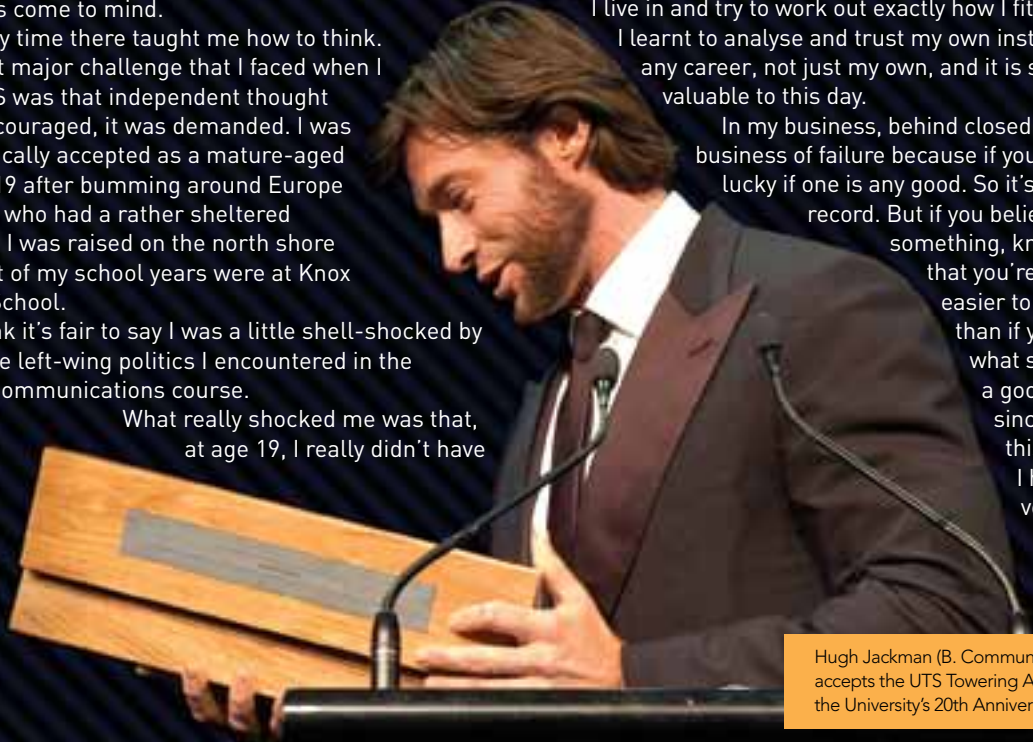 s come to mind.
y time there taught me how to think.
t major challenge that I faced when I
S was that independent thought
couraged, it was demanded. I was
ically accepted as a mature-aged
19 after bumming around Europe
who had a rather sheltered
I was raised on the north shore
t of my school years were at Knox
School.
nk it's fair to say I was a little shell-shocked by
e left-wing politics I encountered in the
ommunications course.
What really shocked me was that,
at age 19, I really didn't have
I live in and try to work out exactly how I fit
I learnt to analyse and trust my own inst
any career, not just my own, and it is s
valuable to this day.
In my business, behind closed
business of failure because if you
lucky if one is any good. So it's
record. But if you belie
something, kn
that you're
easier to
than if y
what s
a goo
sinc
thi
I h
ve
Hugh Jackman (B. Commun
accepts the UTS Towering A
the University's 20th Anniver